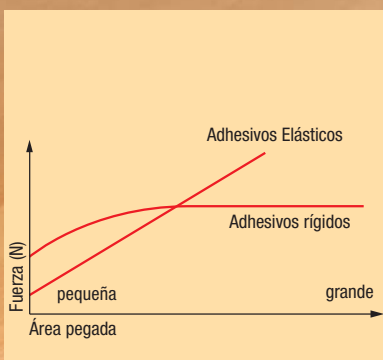 Adhesivos Elásticos
Adhesivos rígidos
Fuerza (N)
pequeña
grande
Área pegada